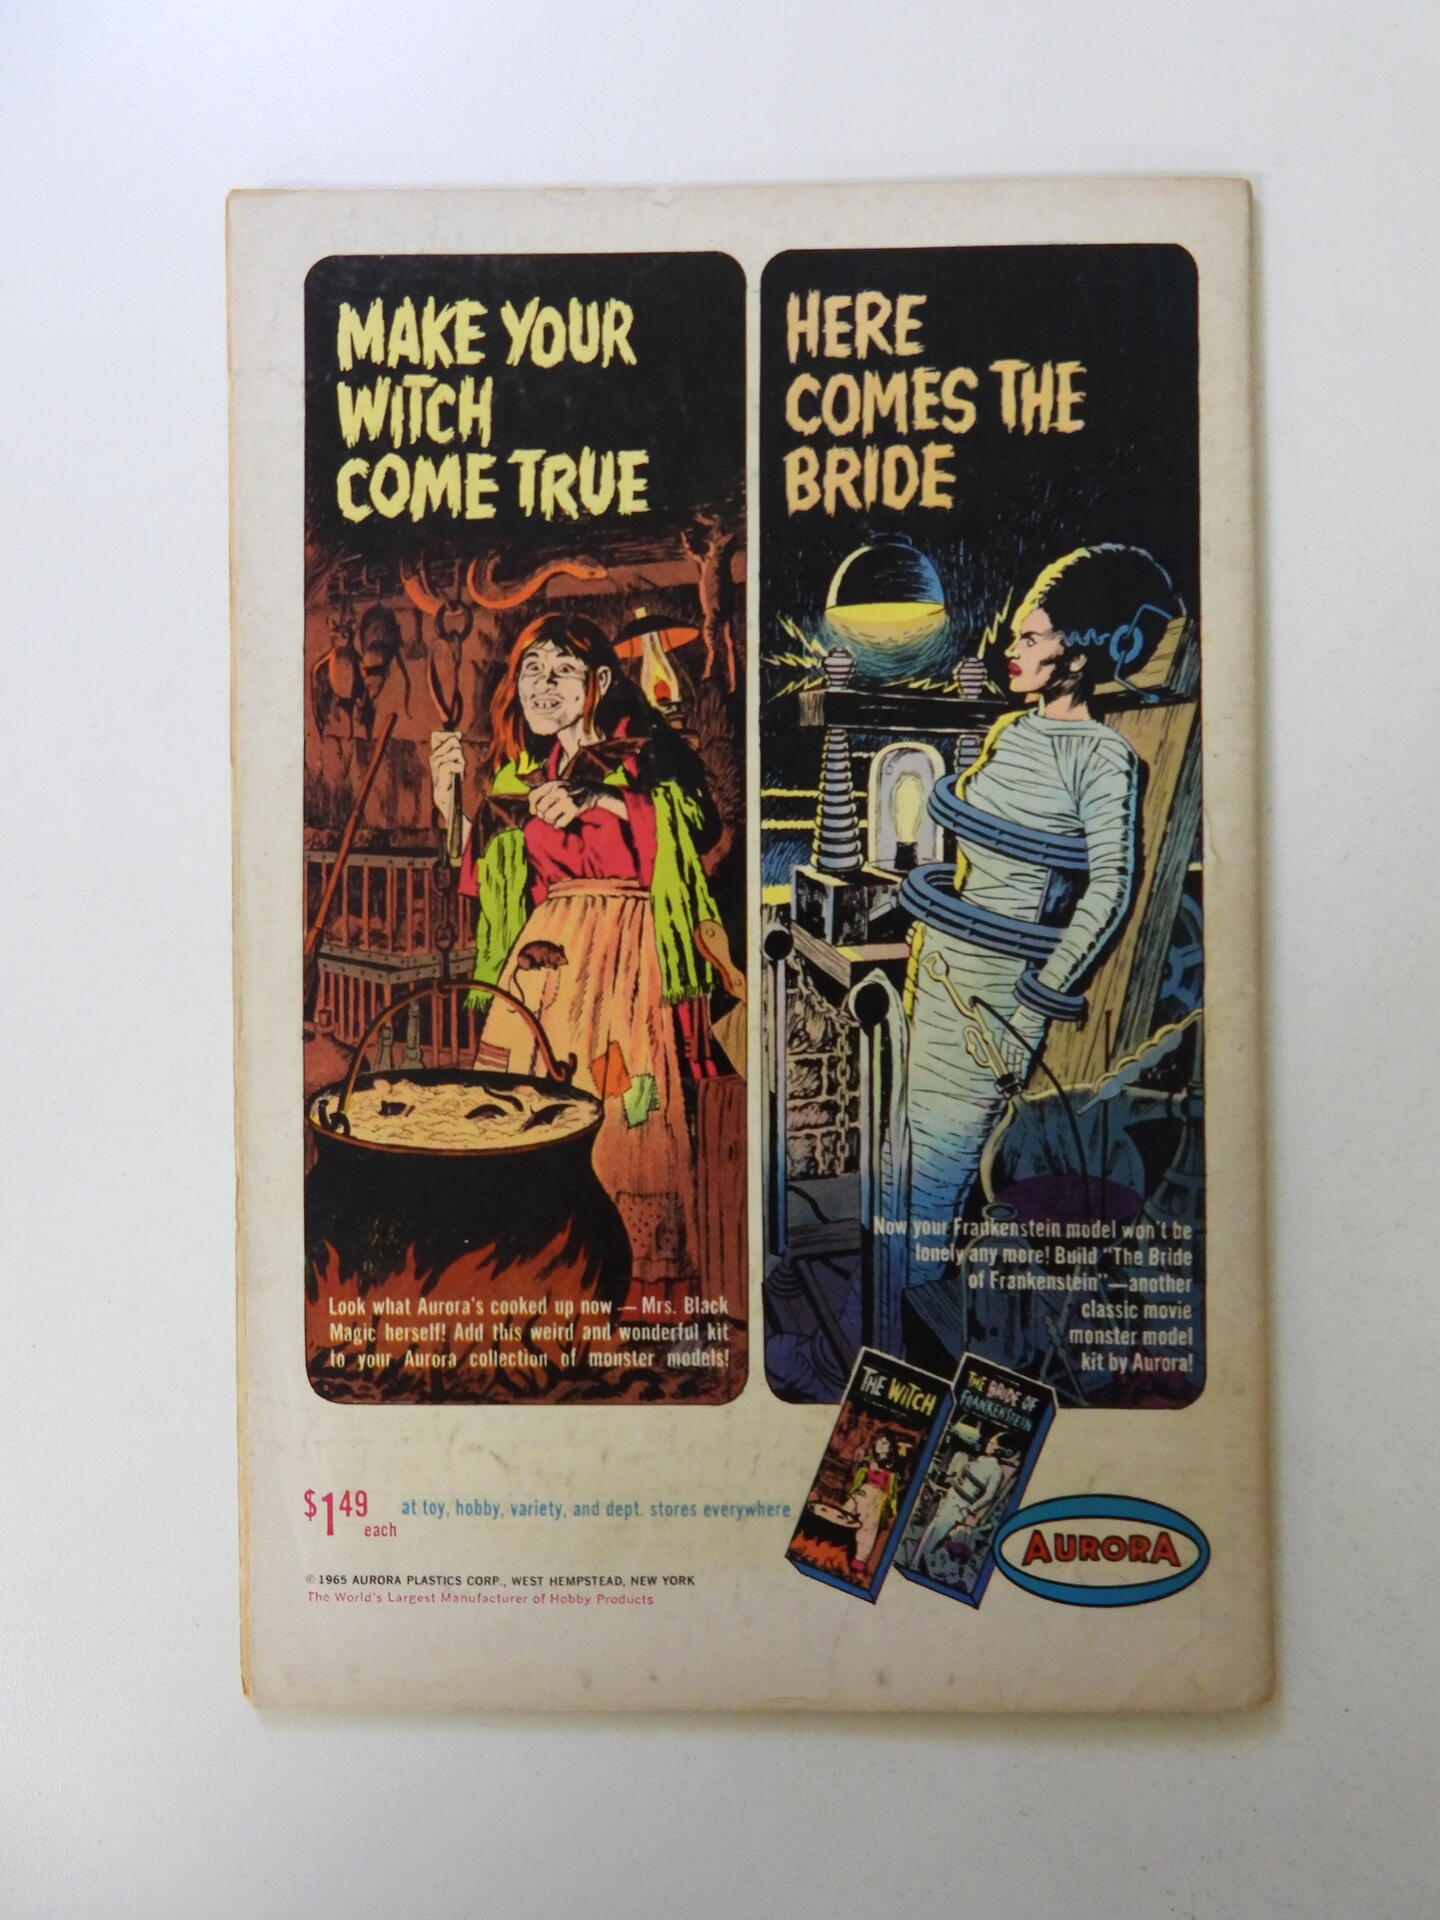 MAKE YOUR
WITCH
COME TRUE
Look what Aurora's cooked up now — Mrs. Black
Magic herself! Add this weird and wonderful kit
to your Aurora collection of monster models!
HERE
COMES THE
BRIDE
Now your Frankenstein model won't be
lonely any more! Build "The Bride
of Frankenstein"—another
classic movie
monster model
kit by Aurora!
THE WITCH
THE BRIDE OF
FRANKENSTEIN
$1 49 each
at toy, hobby, variety, and dept. stores everywhere
AURORA
© 1965 AURORA PLASTICS CORP., WEST HEMPSTEAD, NEW YORK
The World's Largest Manufacturer of Hobby Products